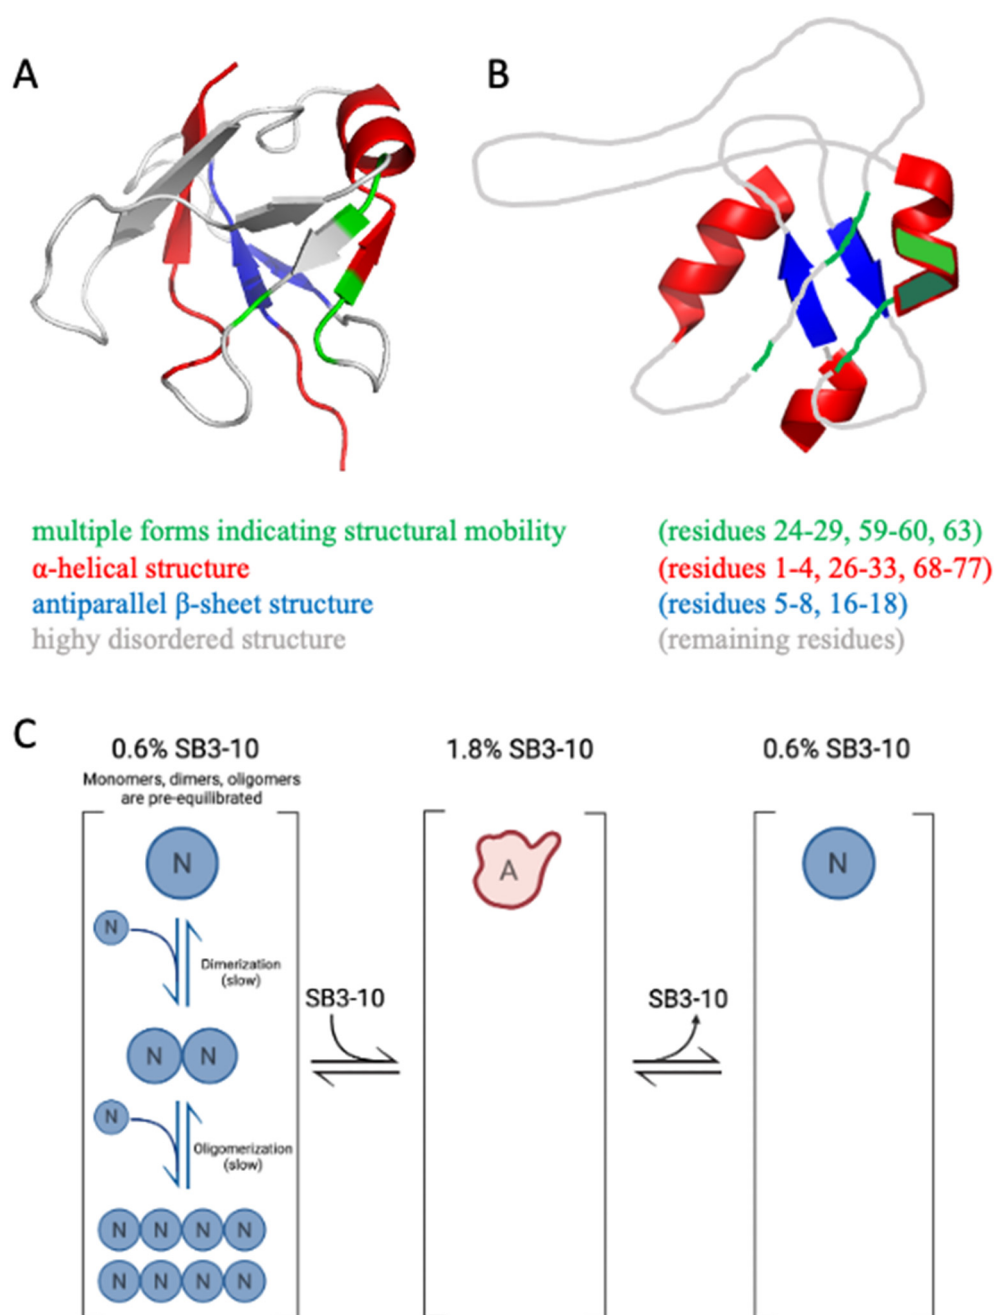 A
B
multiple forms indicating structural mobility (residues 24-29, 59-60, 63)
α-helical structure (residues 1-4, 26-33, 68-77)
antiparallel β-sheet structure (residues 5-8, 16-18)
highy disordered structure (remaining residues)
C
0.6% SB3-10
Monomers, dimers, oligomers
are pre-equilibrated
N
N
Dimerization
(slow)
N N
N
Oligomerization
(slow)
N N N N
N N N N
SB3-10
1.8% SB3-10
A
SB3-10
0.6% SB3-10
N